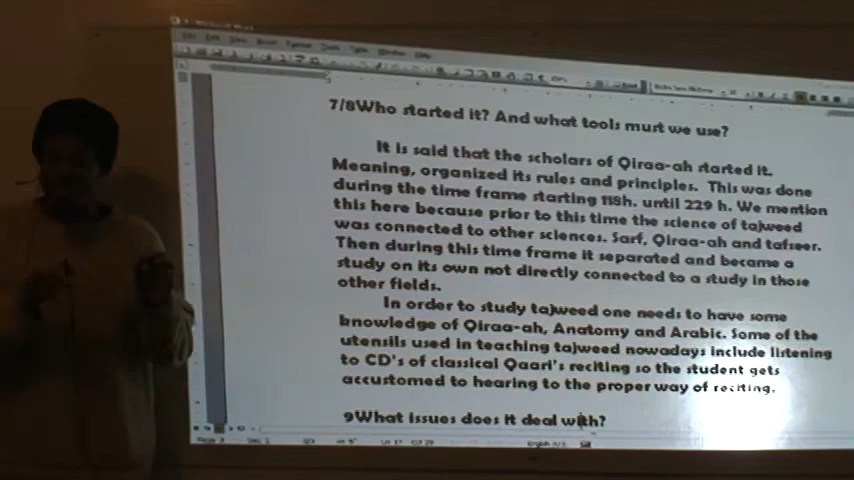 7/8Who started it? And what tools must we use?
It is said that the scholars of Qiraa-ah started it.
Meaning, organized its rules and principles. This was done
during the time frame starting 118h. until 229 h. We mention
this here because prior to this time the science of tajweed
was connected to other sciences. Sarf, Qiraa-ah and tafseer.
Then during this time frame it separated and became a
study on its own not directly connected to a study in those
other fields.
In order to study tajweed one needs to have some
knowledge of Qiraa-ah, Anatomy and Arabic. Some of the
utensils used in teaching tajweed nowadays include listening
to CD's of classical Qaari's reciting so the student gets
accustomed to hearing to the proper way of reciting.
9What issues does it deal with?